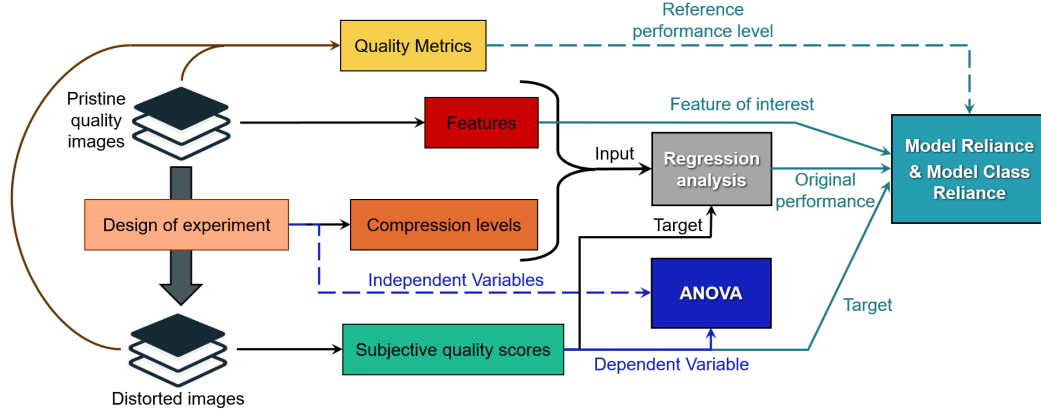 Reference
performance level
Quality Metrics
Pristine
quality
images
Features
Feature of interest
Input
Regression
analysis
Original
performance
Model Reliance
& Model Class
Reliance
Design of experiment
Compression levels
Target
Independent Variables
ANOVA
Target
Subjective quality scores
Dependent Variable
Distorted images